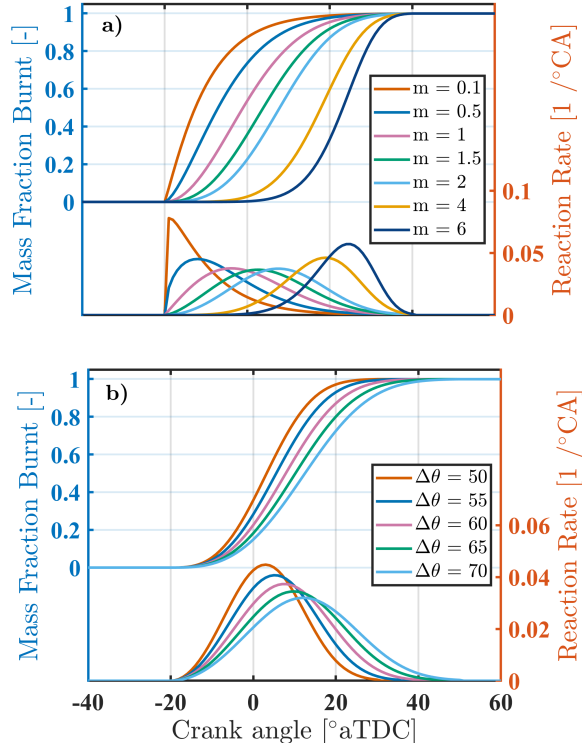 a)
Mass Fraction Burnt [-]
1
0.8
0.6
0.4
0.2
0
m = 0.1
m = 0.5
m = 1
m = 1.5
m = 2
m = 4
m = 6
0.1
0.05
0
Reaction Rate [1 /°CA]
b)
Mass Fraction Burnt [-]
1
0.8
0.6
0.4
0.2
0
Δθ = 50
Δθ = 55
Δθ = 60
Δθ = 65
Δθ = 70
0.06
0.04
0.02
0
Reaction Rate [1 /°CA]
-40 -20 0 20 40 60
Crank angle [°aTDC]